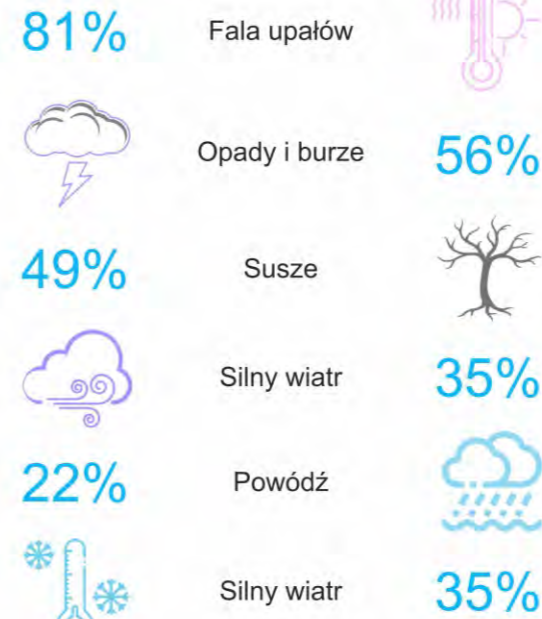 81% Fala upałów
Opady i burze 56%
49% Susze
Silny wiatr 35%
22% Powódź
Silny wiatr 35%